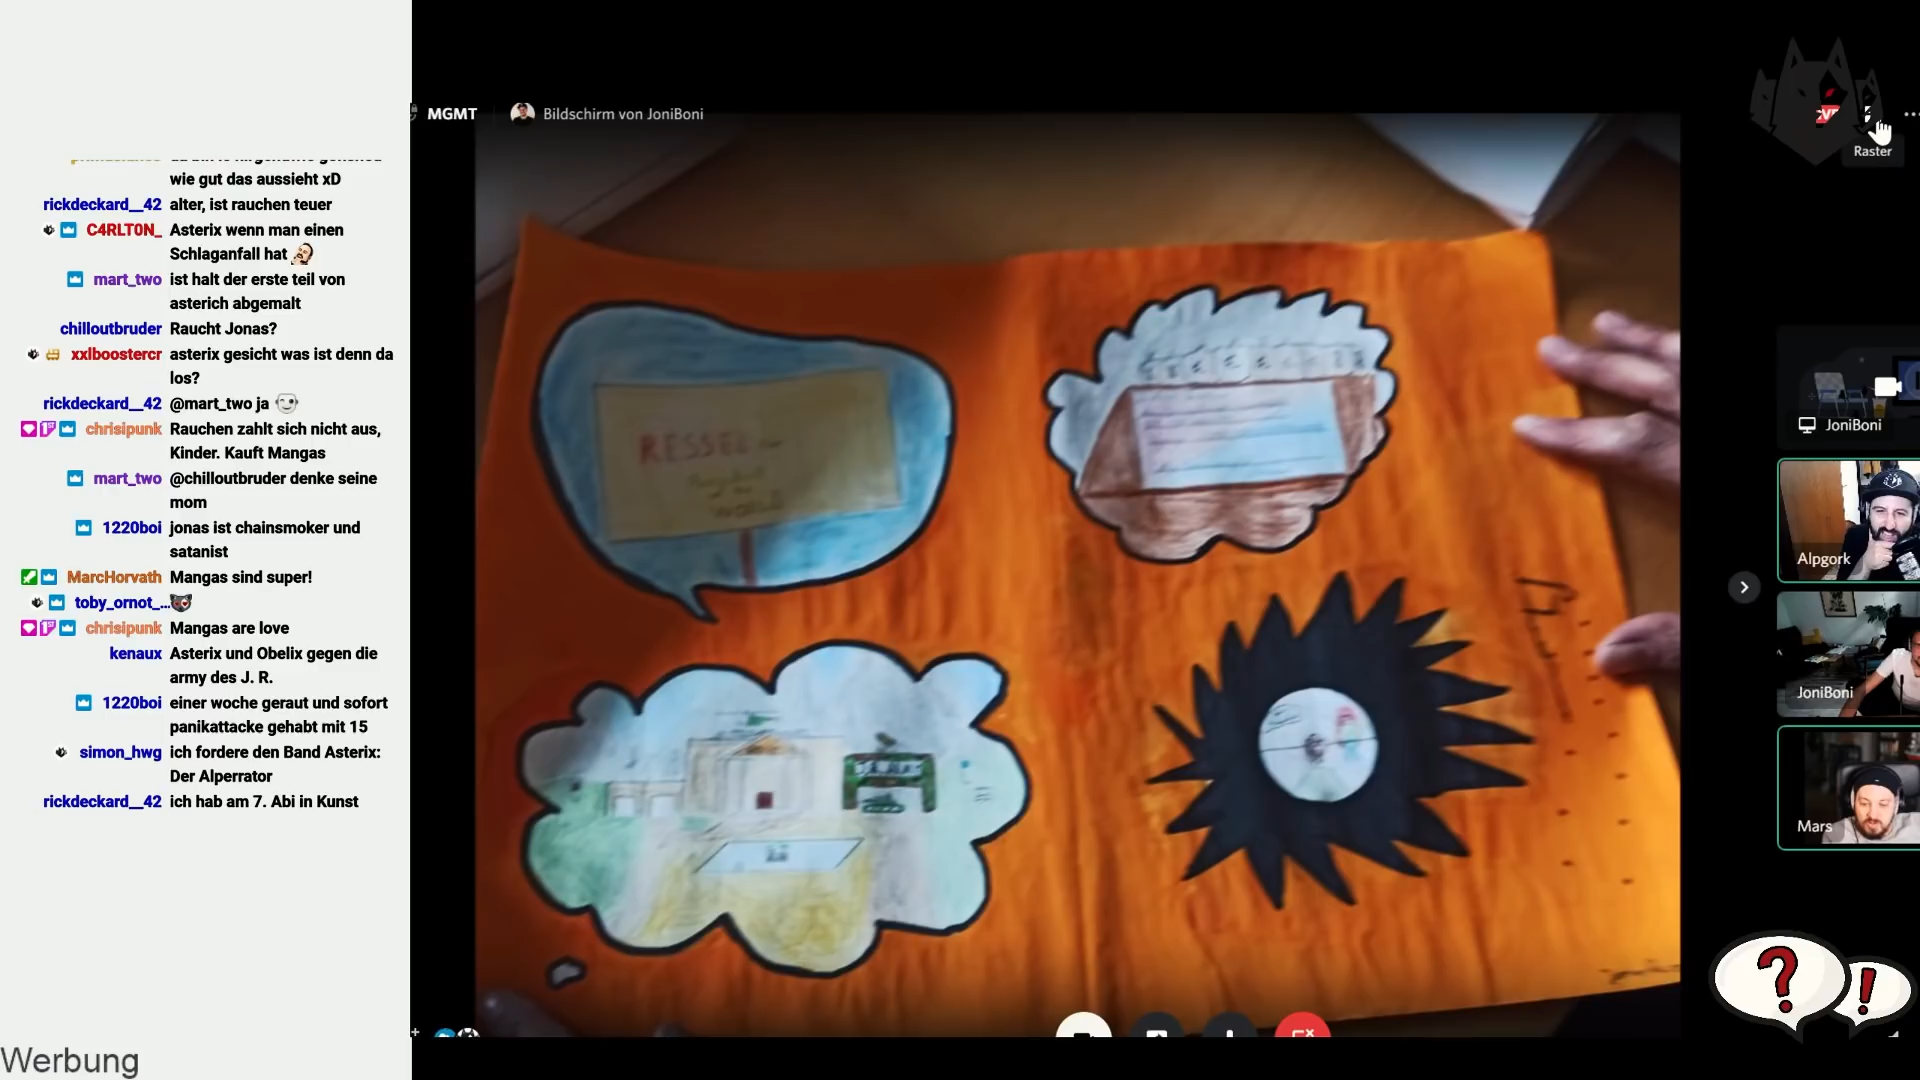 MGMT
Bildschirm von JoniBoni
Raster
wie gut das aussieht xD
rickdeckard__42 alter, ist rauchen teuer
C4RLT0N_ Asterix wenn man einen
Schlaganfall hat
mart_two ist halt der erste teil von
asterich abgemalt
chilloutbruder Raucht Jonas?
xxlboostercr asterix gesicht was ist denn da
los?
rickdeckard__42 @mart_two ja
chrisipunk Rauchen zahlt sich nicht aus,
Kinder. Kauft Mangas
mart_two @chilloutbruder denke seine
mom
1220boi jonas ist chainsmoker und
satanist
MarcHorvath Mangas sind super!
toby_ornot_...
chrisipunk Mangas are love
kenaux Asterix und Obelix gegen die
army des J. R.
1220boi einer woche geraut und sofort
panikattacke gehabt mit 15
simon_hwg ich fordere den Band Asterix:
Der Alperrator
rickdeckard__42 ich hab am 7. Abi in Kunst
RESSEL
WORLD
JoniBoni
Alpgork
JoniBoni
Mars
? !
Werbung